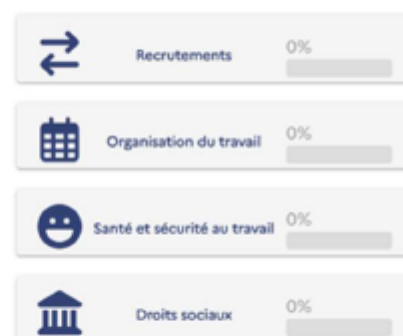 Recrutements 0%
Organisation du travail 0%
Santé et sécurité au travail 0%
Droits sociaux 0%